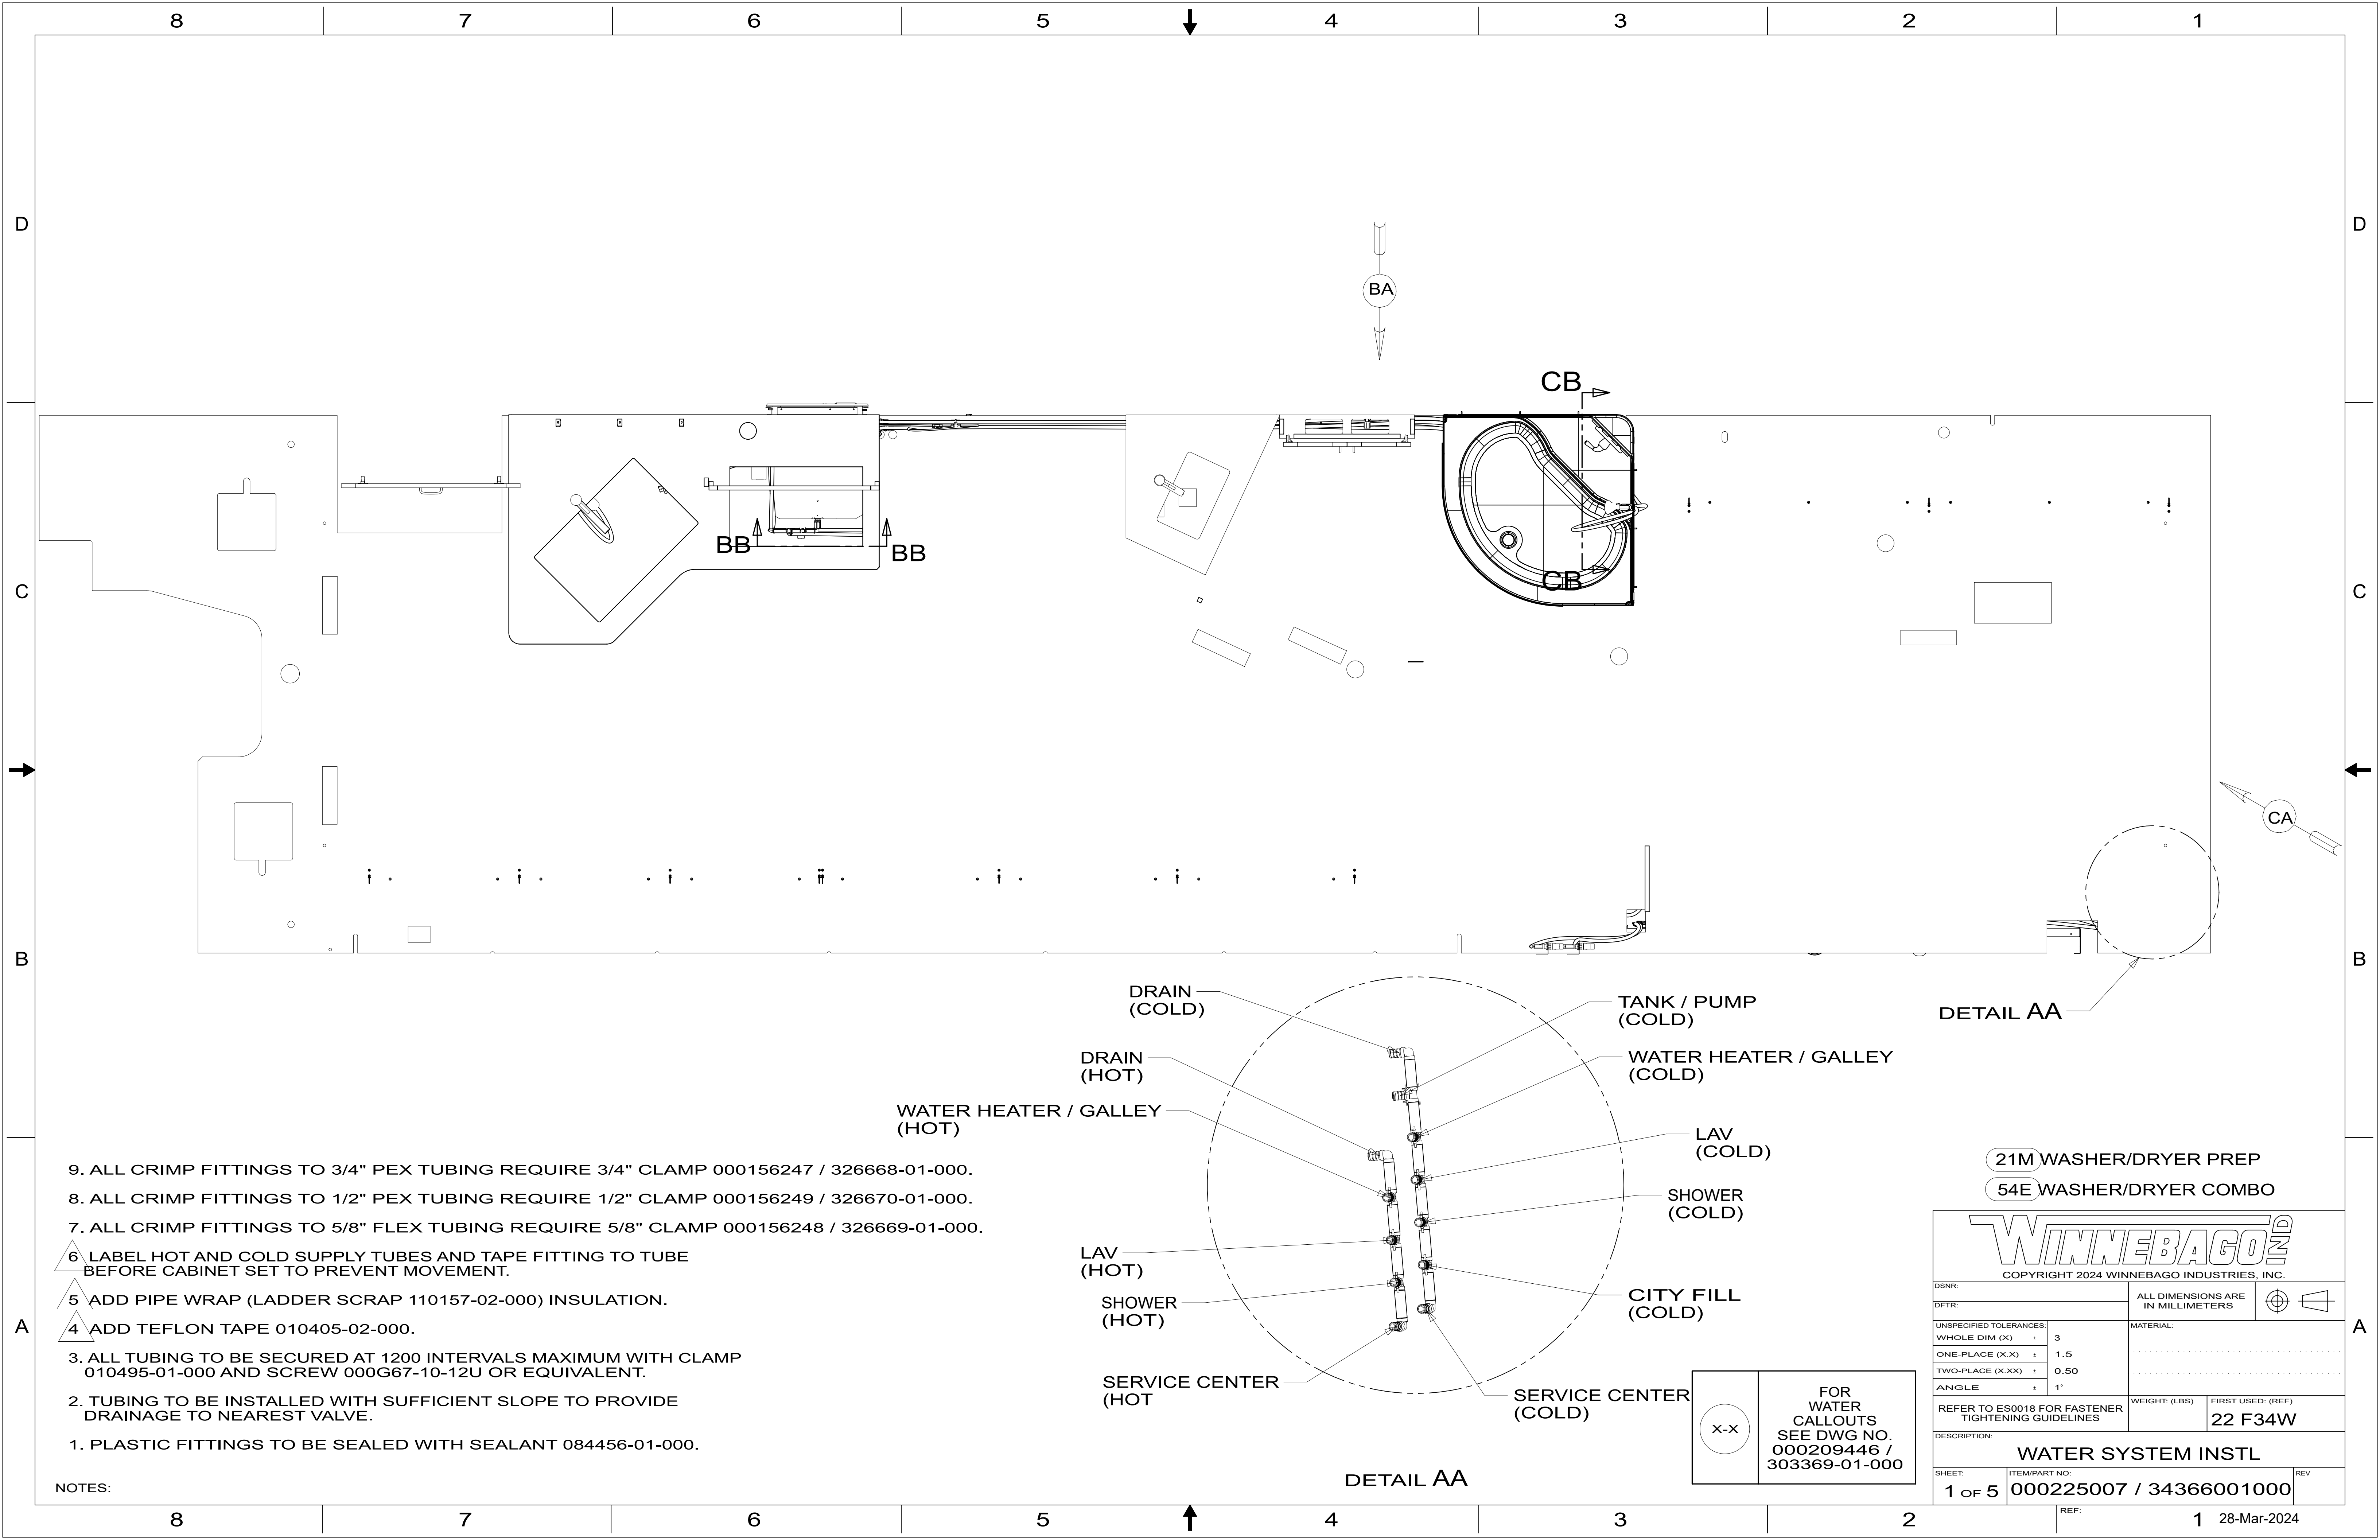 8 7 6 5 4 3 2 1
D
D
BA
CB
BB
BB
CB
C
C
CA
B
B
DETAIL AA
DRAIN
(COLD)
TANK / PUMP
(COLD)
DRAIN
(HOT)
WATER HEATER / GALLEY
(COLD)
WATER HEATER / GALLEY
(HOT)
LAV
(COLD)
SHOWER
(COLD)
LAV
(HOT)
CITY FILL
(COLD)
SHOWER
(HOT)
SERVICE CENTER
(HOT
SERVICE CENTER
(COLD)
DETAIL AA
9. ALL CRIMP FITTINGS TO 3/4" PEX TUBING REQUIRE 3/4" CLAMP 000156247 / 326668-01-000.
8. ALL CRIMP FITTINGS TO 1/2" PEX TUBING REQUIRE 1/2" CLAMP 000156249 / 326670-01-000.
7. ALL CRIMP FITTINGS TO 5/8" FLEX TUBING REQUIRE 5/8" CLAMP 000156248 / 326669-01-000.
6 LABEL HOT AND COLD SUPPLY TUBES AND TAPE FITTING TO TUBE
BEFORE CABINET SET TO PREVENT MOVEMENT.
5 ADD PIPE WRAP (LADDER SCRAP 110157-02-000) INSULATION.
4 ADD TEFLON TAPE 010405-02-000.
3. ALL TUBING TO BE SECURED AT 1200 INTERVALS MAXIMUM WITH CLAMP
010495-01-000 AND SCREW 000G67-10-12U OR EQUIVALENT.
2. TUBING TO BE INSTALLED WITH SUFFICIENT SLOPE TO PROVIDE
DRAINAGE TO NEAREST VALVE.
1. PLASTIC FITTINGS TO BE SEALED WITH SEALANT 084456-01-000.
NOTES:
A
A
X-X
FOR
WATER
CALLOUTS
SEE DWG NO.
000209446 /
303369-01-000
21M WASHER/DRYER PREP
54E WASHER/DRYER COMBO
WINNEBAGO IND
COPYRIGHT 2024 WINNEBAGO INDUSTRIES, INC.
DSNR:
DFTR:
ALL DIMENSIONS ARE
IN MILLIMETERS
UNSPECIFIED TOLERANCES:
WHOLE DIM (X) ± 3
ONE-PLACE (X.X) ± 1.5
TWO-PLACE (X.XX) ± 0.50
ANGLE ± 1°
MATERIAL:
REFER TO ES0018 FOR FASTENER
TIGHTENING GUIDELINES
WEIGHT: (LBS)
FIRST USED: (REF)
22 F34W
DESCRIPTION:
WATER SYSTEM INSTL
SHEET:
1 OF 5
ITEM/PART NO:
000225007 / 34366001000
REV
REF:
8 7 6 5 4 3 2 1
28-Mar-2024